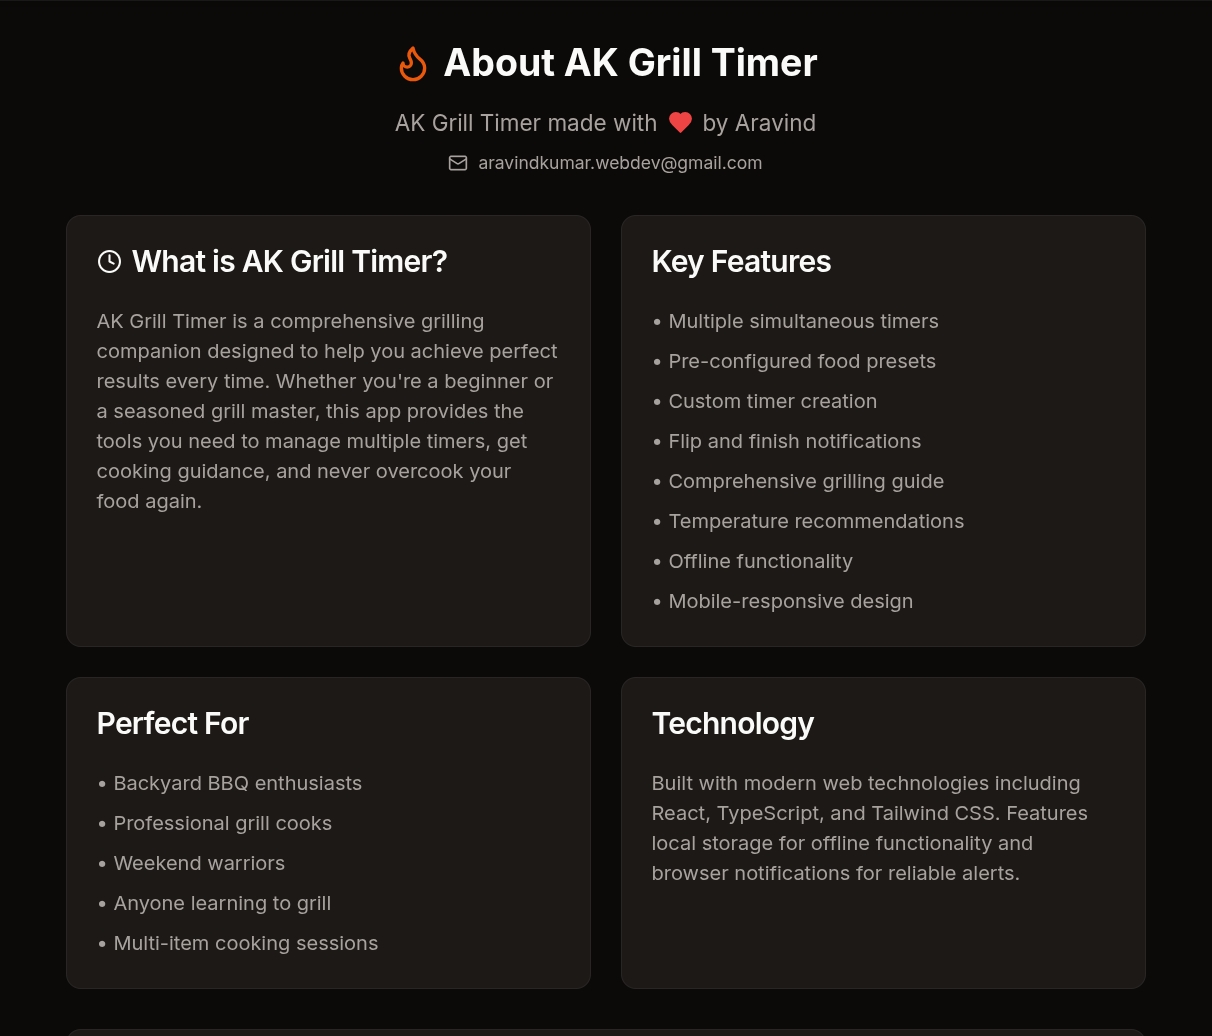 About AK Grill Timer
AK Grill Timer made with ❤ by Aravind
aravindkumar.webdev@gmail.com
What is AK Grill Timer?
AK Grill Timer is a comprehensive grilling
companion designed to help you achieve perfect
results every time. Whether you're a beginner or
a seasoned grill master, this app provides the
tools you need to manage multiple timers, get
cooking guidance, and never overcook your
food again.
Key Features
• Multiple simultaneous timers
• Pre-configured food presets
• Custom timer creation
• Flip and finish notifications
• Comprehensive grilling guide
• Temperature recommendations
• Offline functionality
• Mobile-responsive design
Perfect For
• Backyard BBQ enthusiasts
• Professional grill cooks
• Weekend warriors
• Anyone learning to grill
• Multi-item cooking sessions
Technology
Built with modern web technologies including
React, TypeScript, and Tailwind CSS. Features
local storage for offline functionality and
browser notifications for reliable alerts.